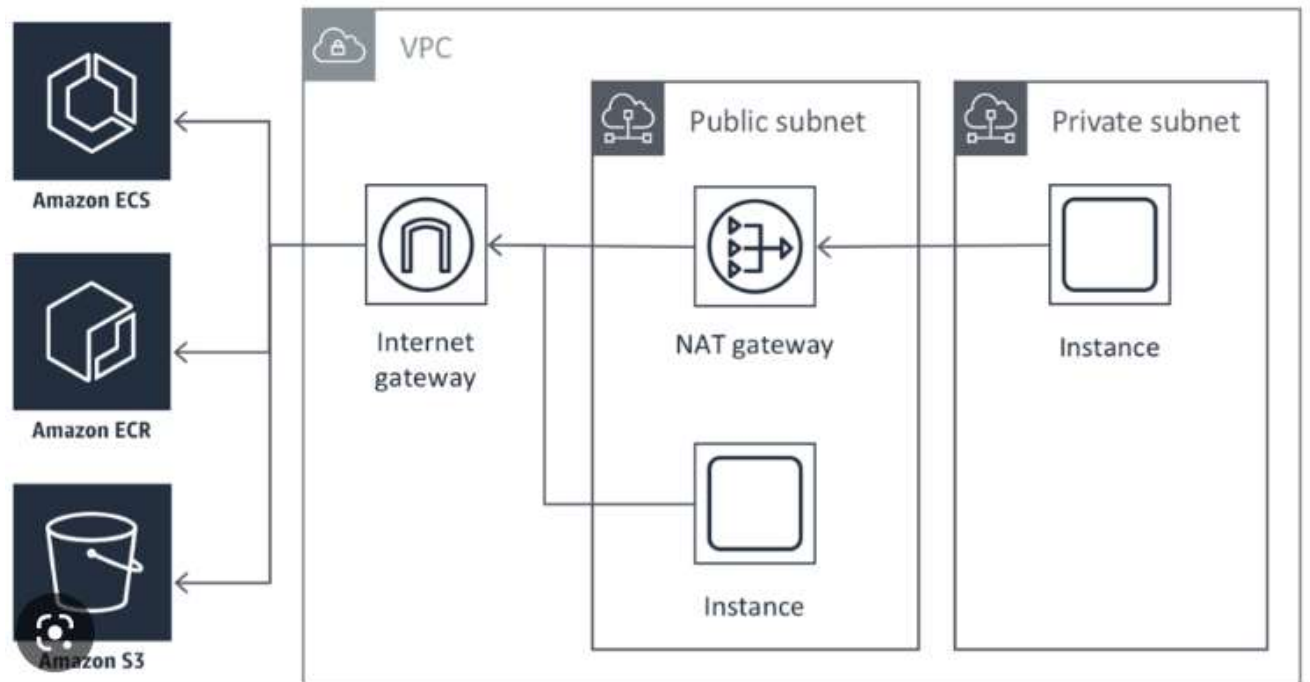 VPC
Public subnet
Private subnet
Amazon ECS
Internet
gateway
NAT gateway
Instance
Amazon ECR
Instance
Amazon S3